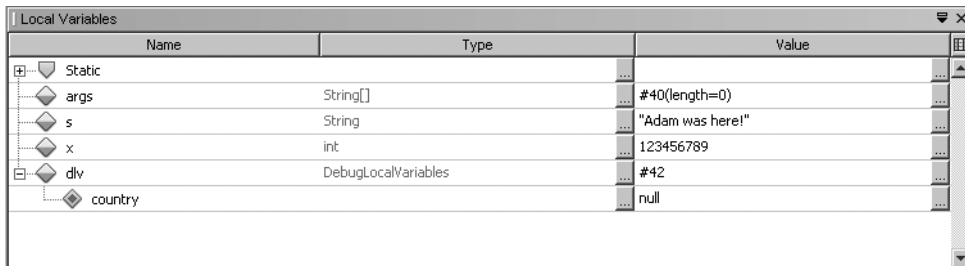 Local Variables
Name Type Value
Static ... ...
args String[] ... #40(length=0) ...
s String ... "Adam was here!" ...
x int ... 123456789 ...
dlv DebugLocalVariables ... #42 ...
country ... null ...